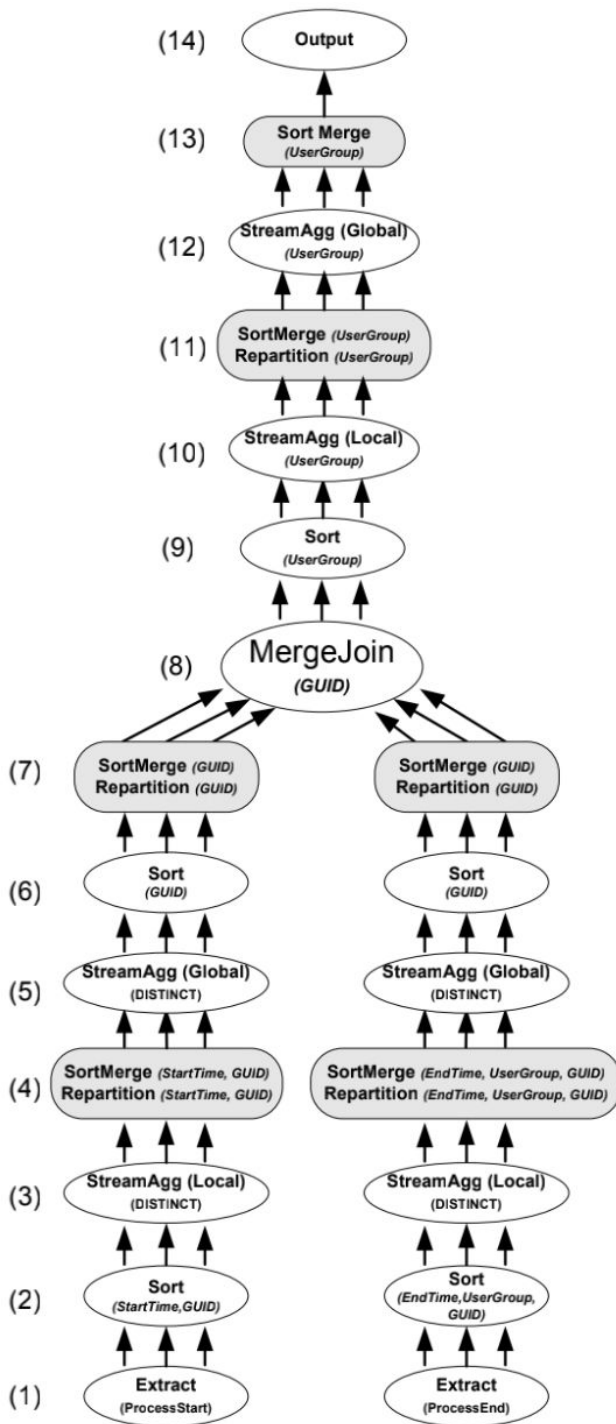 (14)
Output
(13)
Sort Merge
(UserGroup)
(12)
StreamAgg (Global)
(UserGroup)
(11)
SortMerge (UserGroup)
Repartition (UserGroup)
(10)
StreamAgg (Local)
(UserGroup)
(9)
Sort
(UserGroup)
(8)
MergeJoin
(GUID)
(7)
SortMerge (GUID)
Repartition (GUID)
SortMerge (GUID)
Repartition (GUID)
(6)
Sort
(GUID)
Sort
(GUID)
(5)
StreamAgg (Global)
(DISTINCT)
StreamAgg (Global)
(DISTINCT)
(4)
SortMerge (StartTime, GUID)
Repartition (StartTime, GUID)
SortMerge (EndTime, UserGroup, GUID)
Repartition (EndTime, UserGroup, GUID)
(3)
StreamAgg (Local)
(DISTINCT)
StreamAgg (Local)
(DISTINCT)
(2)
Sort
(StartTime,GUID)
Sort
(EndTime,UserGroup,
GUID)
(1)
Extract
(ProcessStart)
Extract
(ProcessEnd)